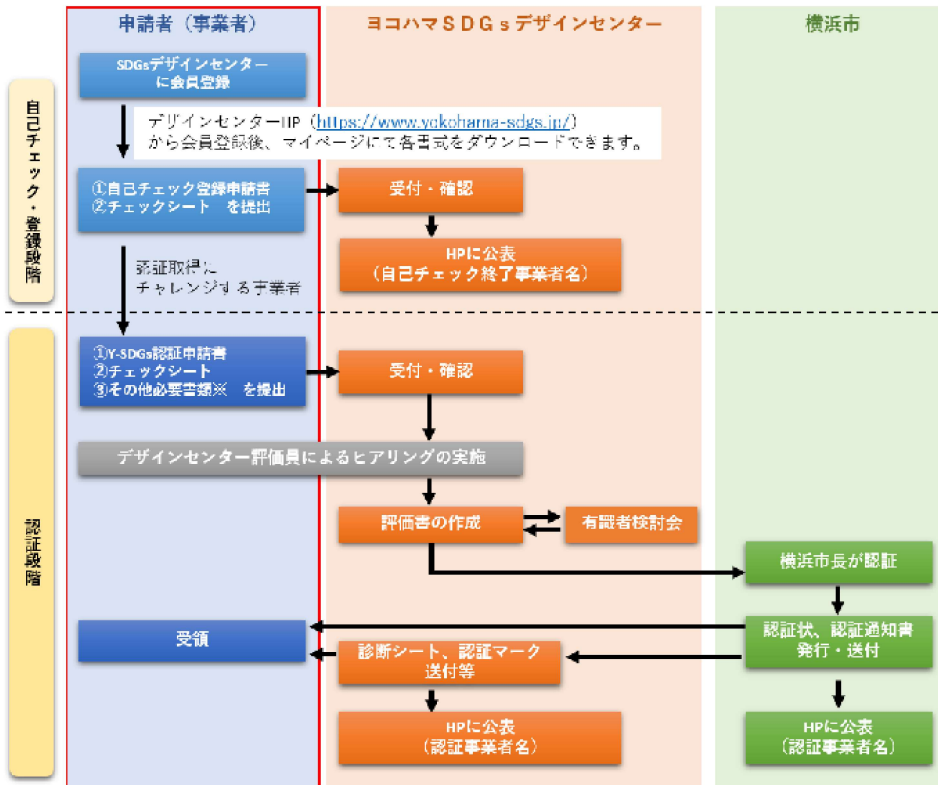 申請者（事業者）
ヨコハマSDGsデザインセンター
横浜市
自己チェック・登録段階
SDGsデザインセンター
に会員登録
デザインセンターHP（https://www.yokohama-sdgs.jp/）
から会員登録後、マイページにて各書式をダウンロードできます。
①自己チェック登録申請書
②チェックシート　を提出
受付・確認
HPに公表
（自己チェック終了事業者名）
認証取得に
チャレンジする事業者
認証段階
①Y-SDGs認証申請書
②チェックシート
③その他必要書類※　を提出
受付・確認
デザインセンター評価員によるヒアリングの実施
評価書の作成
有識者検討会
横浜市長が認証
認証状、認証通知書
発行・送付
受領
診断シート、認証マーク
送付等
HPに公表
（認証事業者名）
HPに公表
（認証事業者名）